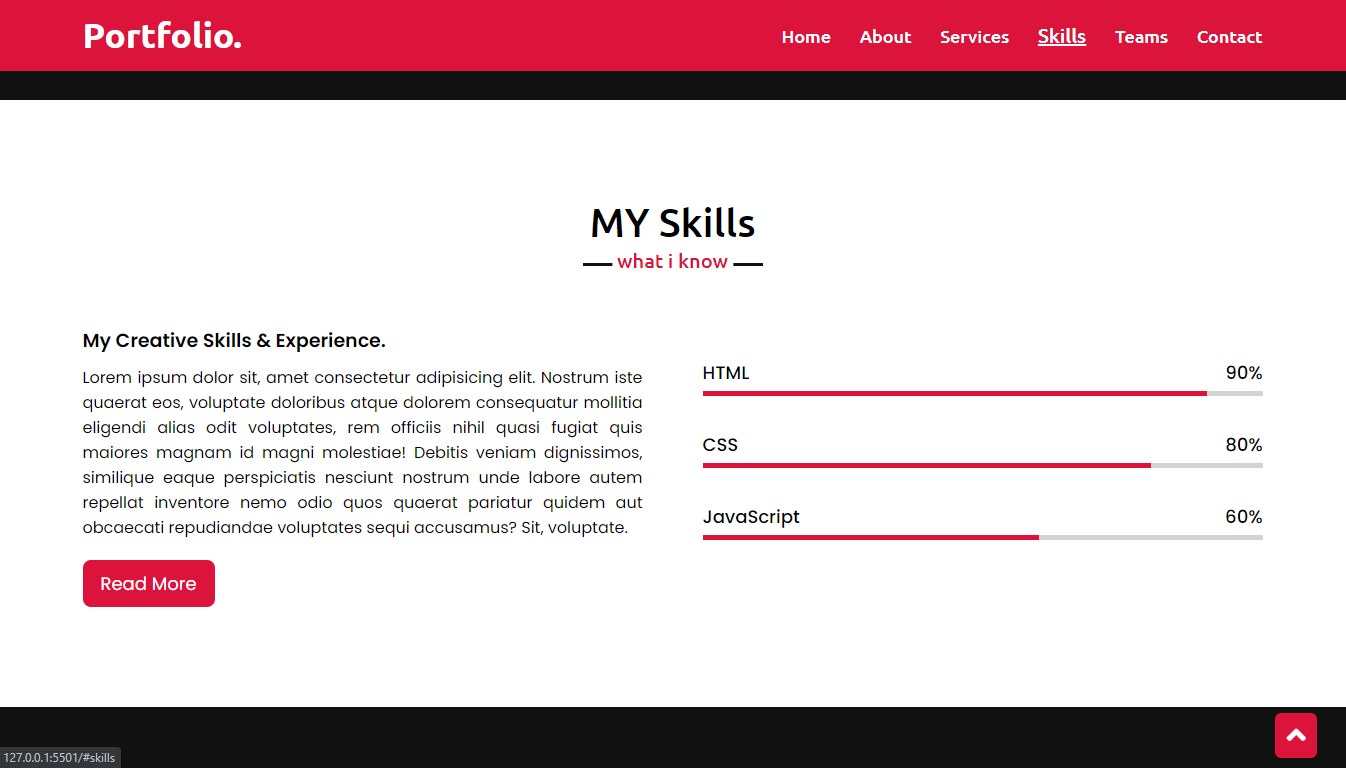 Portfolio.
Home About Services Skills Teams Contact
MY Skills
what i know
My Creative Skills & Experience.
Lorem ipsum dolor sit, amet consectetur adipisicing elit. Nostrum iste
quaerat eos, voluptate doloribus atque dolorem consequatur mollitia
eligendi alias odit voluptates, rem officiis nihil quasi fugiat quis
maiores magnam id magni molestiae! Debitis veniam dignissimos,
similique eaque perspiciatis nesciunt nostrum unde labore autem
repellat inventore nemo odio quos quaerat pariatur quidem aut
obcaecati repudiandae voluptates sequi accusamus? Sit, voluptate.
Read More
HTML 90%
CSS 80%
JavaScript 60%
127.0.0.1:5501/#skills